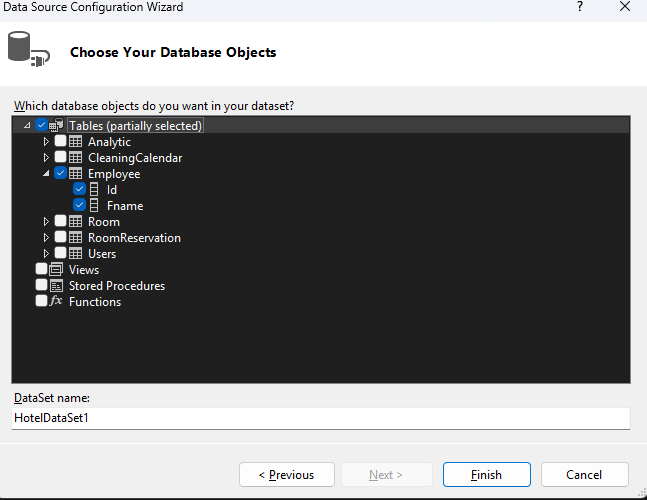 Data Source Configuration Wizard
?
Choose Your Database Objects
Which database objects do you want in your dataset?
Tables (partially selected)
Analytic
CleaningCalendar
Employee
Id
Fname
Room
RoomReservation
Users
Views
Stored Procedures
fx Functions
DataSet name:
HotelDataSet1
< Previous
Next >
Finish
Cancel